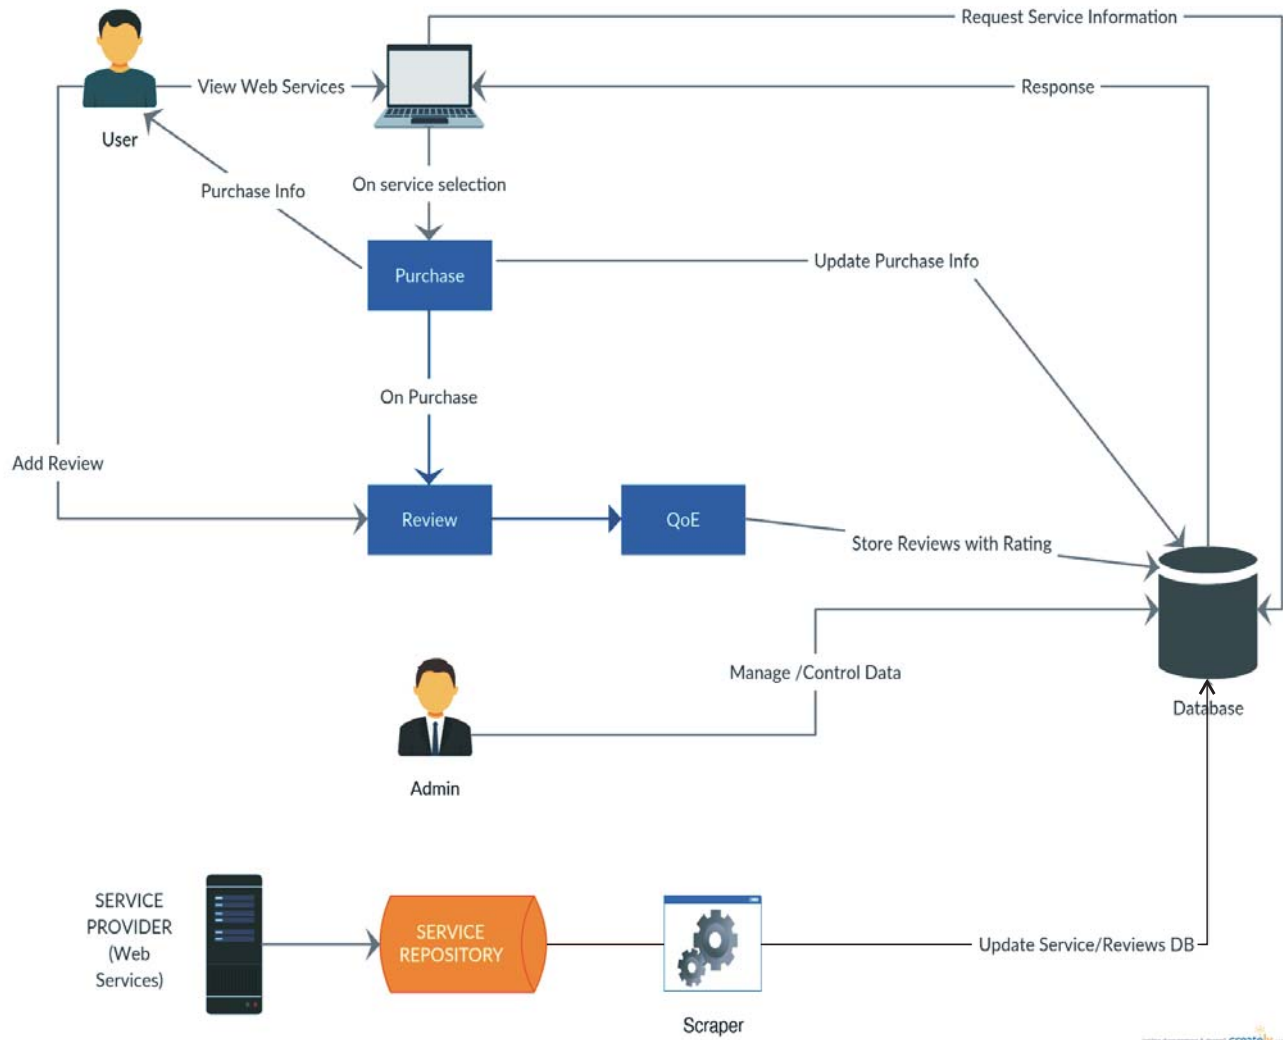 Request Service Information
View Web Services
Response
User
On service selection
Purchase Info
Update Purchase Info
Purchase
On Purchase
Add Review
Review
QoE
Store Reviews with Rating
Manage /Control Data
Database
Admin
SERVICE
PROVIDER
(Web
Services)
SERVICE
REPOSITORY
Update Service/Reviews DB
Scraper